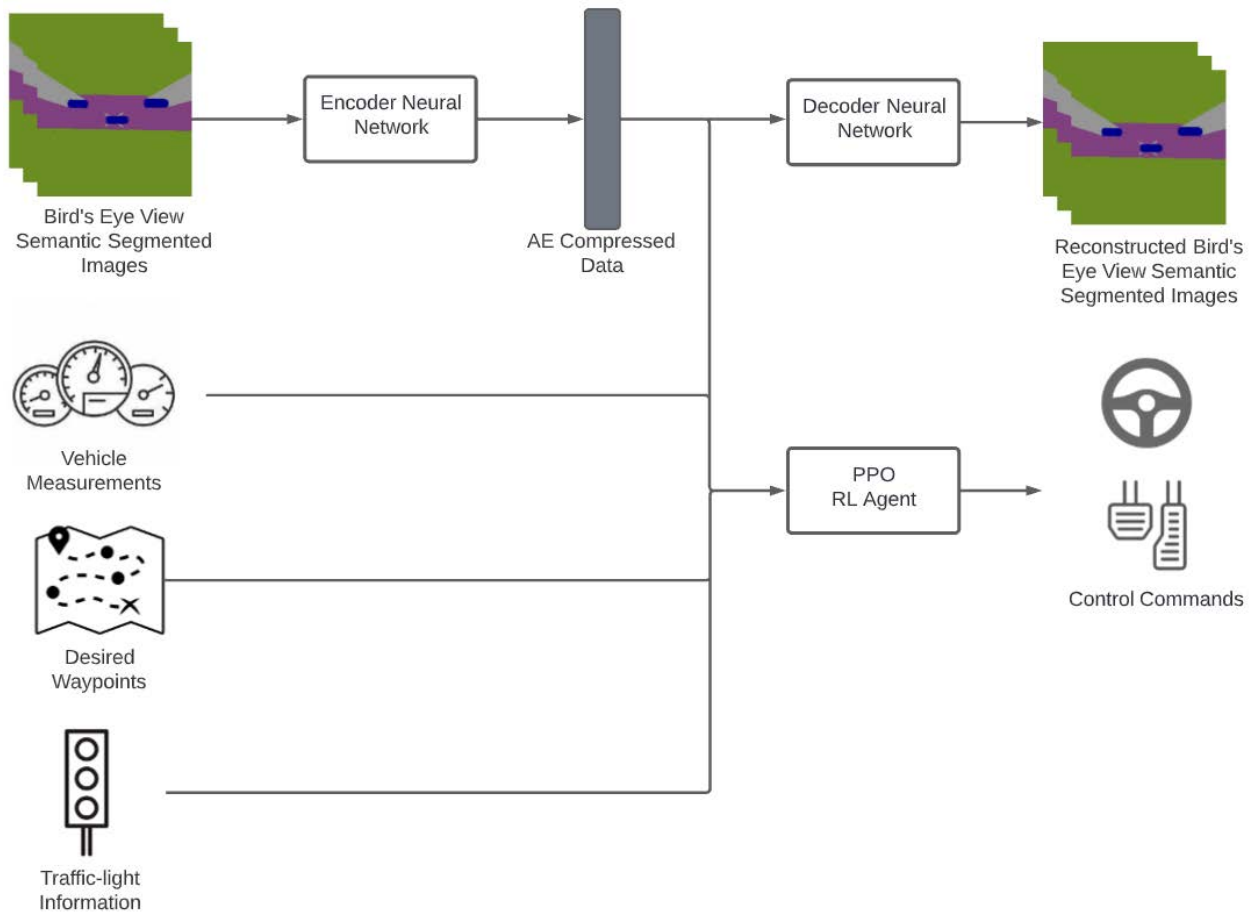 Encoder Neural
Network
Decoder Neural
Network
Bird's Eye View
Semantic Segmented
Images
AE Compressed
Data
Reconstructed Bird's
Eye View Semantic
Segmented Images
Vehicle
Measurements
PPO
RL Agent
Control Commands
Desired
Waypoints
Traffic-light
Information